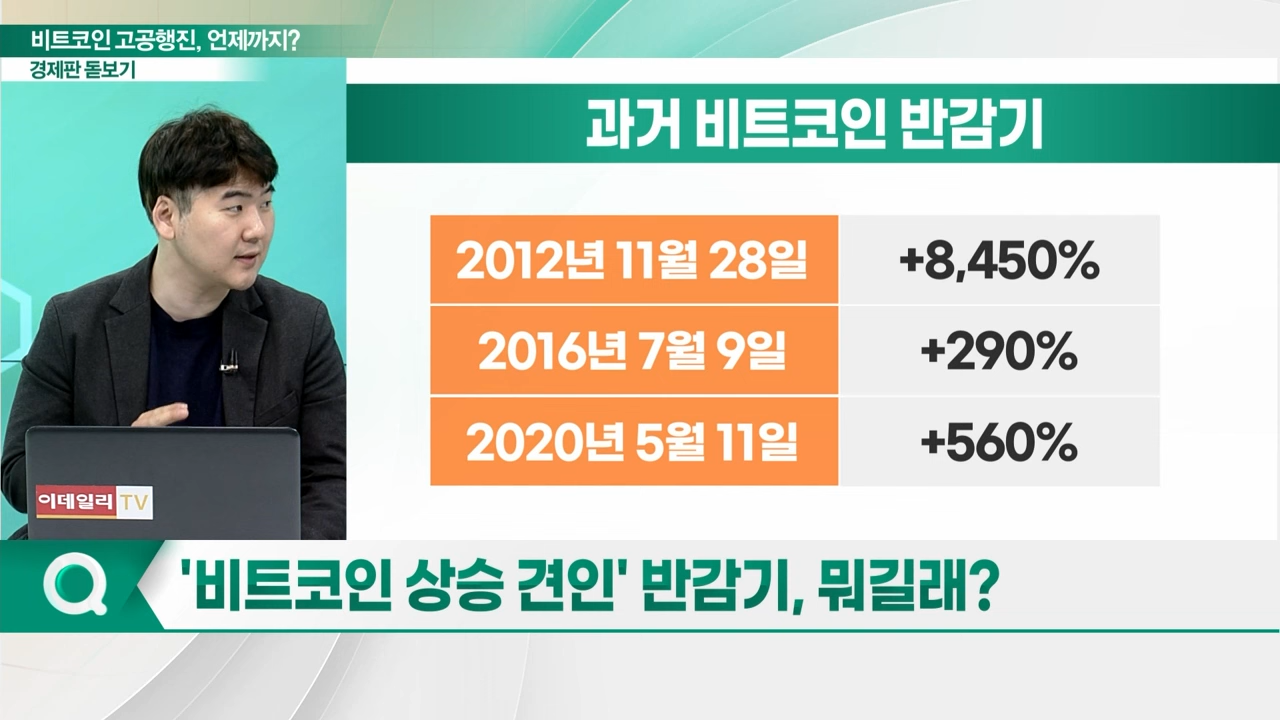 비트코인 고공행진, 언제까지?
경제판 돋보기
과거 비트코인 반감기
2012년 11월 28일 +8,450%
2016년 7월 9일 +290%
2020년 5월 11일 +560%
이데일리 TV
'비트코인 상승 견인' 반감기, 뭐길래?